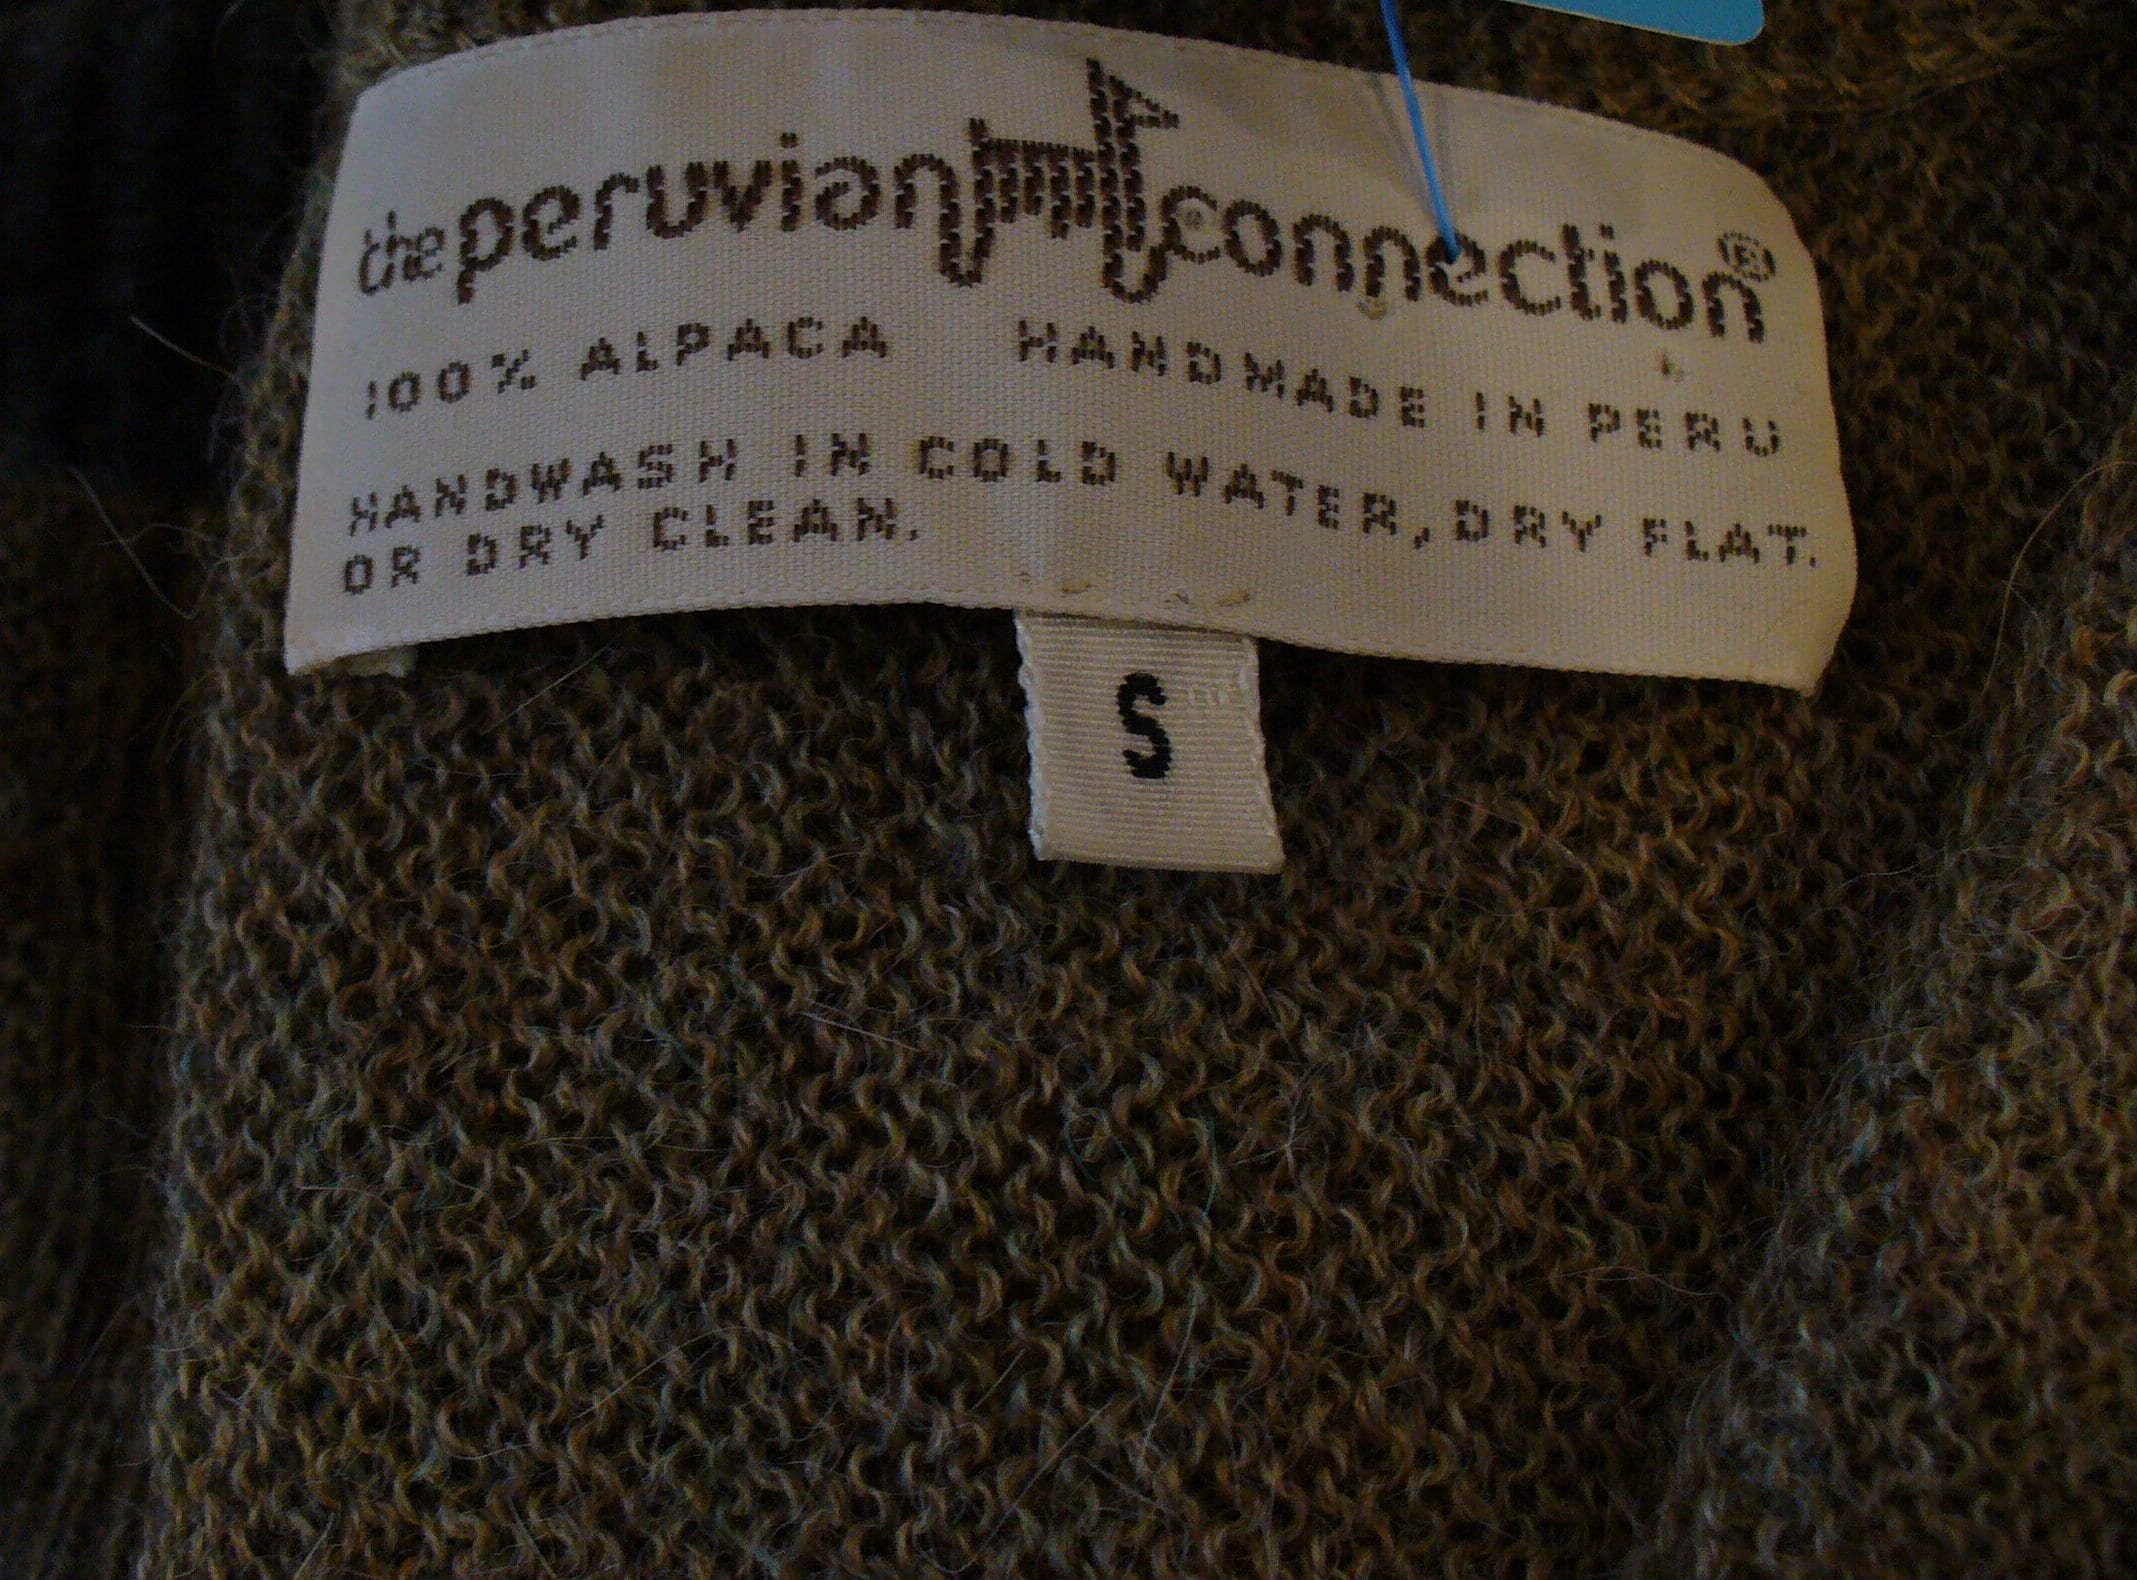 the peruvian connection®
100% ALPACA HANDMADE IN PERU
HANDWASH IN COLD WATER, DRY FLAT.
OR DRY CLEAN.
S